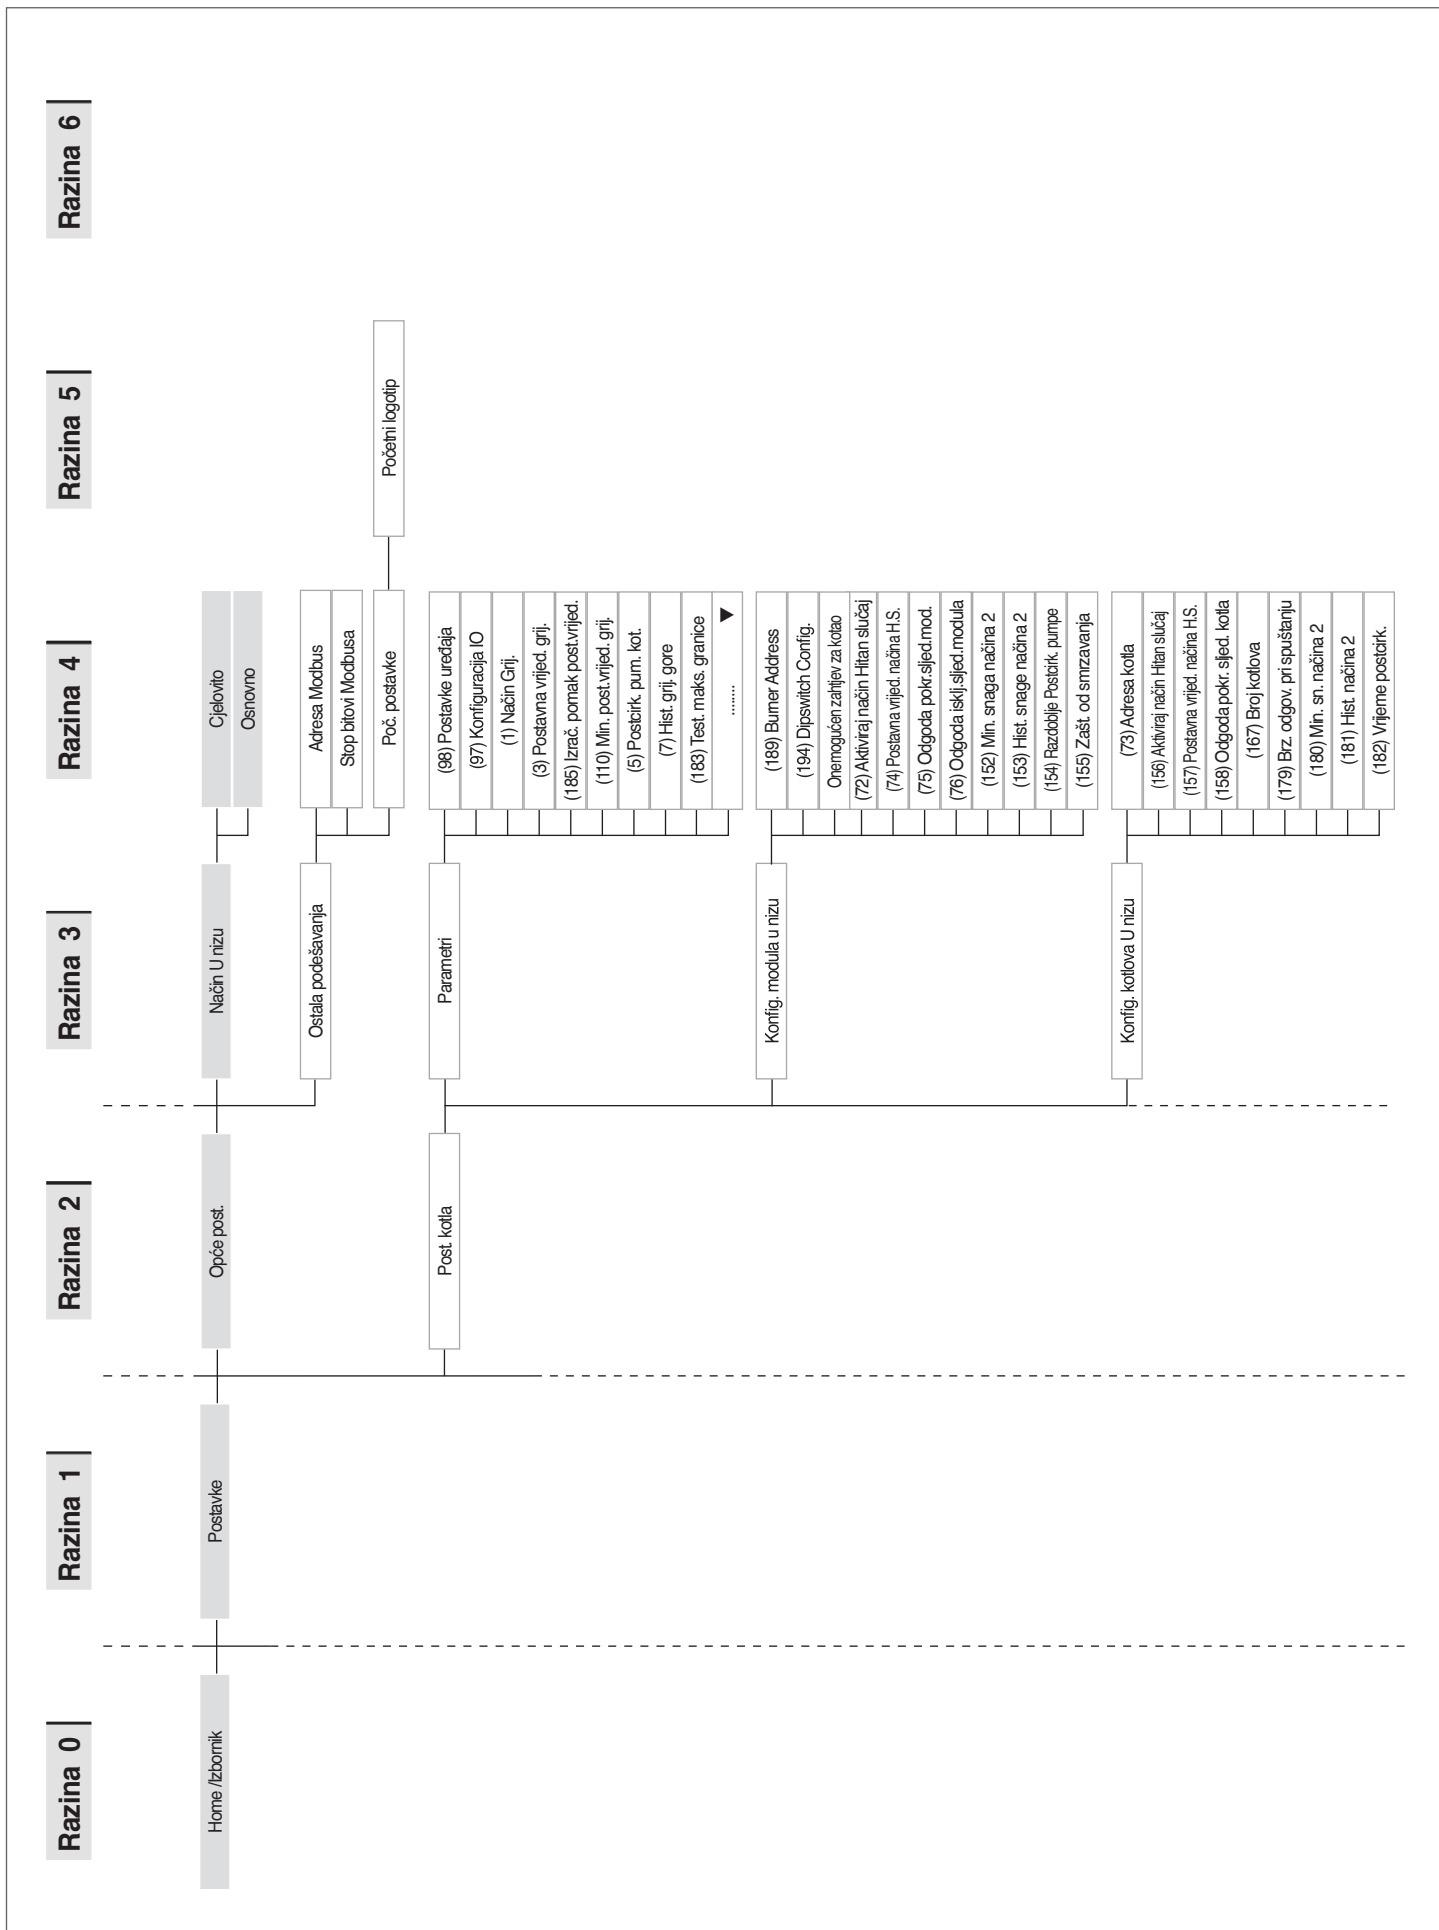 Razina 0
Razina 1
Razina 2
Razina 3
Razina 4
Razina 5
Razina 6
Home /Izbornik
Postavke
Opće post.
Način U nizu
Cjelovito
Osnovno
Ostala podešavanja
Adresa Modbus
Stop bitovi Modbusa
Poč. postavke
Početni logotip
Post. kotla
Parametri
(98) Postavke uređaja
(97) Konfiguracija IO
(1) Način Grij.
(3) Postavna vrijed. grij.
(185) Izrač. pomak post.vrijed.
(110) Min. post.vrijed. grij.
(5) Postcirk. pum. kot.
(7) Hist. grij. gore
(183) Test. maks. granice
........
Konfig. modula u nizu
(189) Burner Address
(194) Dipswitch Config.
Onemogućen zahtjev za kotao
(72) Aktiviraj način Hitan slučaj
(74) Postavna vrijed. načina H.S.
(75) Odgoda pokr.sljed.mod.
(76) Odgoda isklj.sljed.modula
(152) Min. snaga načina 2
(153) Hist. snage načina 2
(154) Razdoblje Postcirk. pumpe
(155) Zašt. od smrzavanja
Konfig. kotlova U nizu
(73) Adresa kotla
(156) Aktiviraj način Hitan slučaj
(157) Postavna vrijed. načina H.S.
(158) Odgoda pokr. sljed. kotla
(167) Broj kotlova
(179) Brz. odgov. pri spuštanju
(180) Min. sn. načina 2
(181) Hist. načina 2
(182) Vrijeme postcirk.